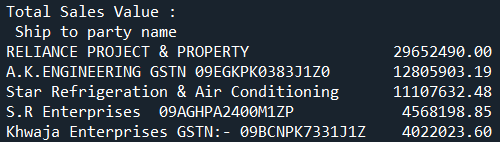 Total Sales Value :
Ship to party name
RELIANCE PROJECT & PROPERTY 29652490.00
A.K.ENGINEERING GSTN 09EGKPK0383J1Z0 12805903.19
Star Refrigeration & Air Conditioning 11107632.48
S.R Enterprises 09AGHPA2400M1ZP 4568198.85
Khwaja Enterprises GSTN:- 09BCNPK7331J1Z 4022023.60